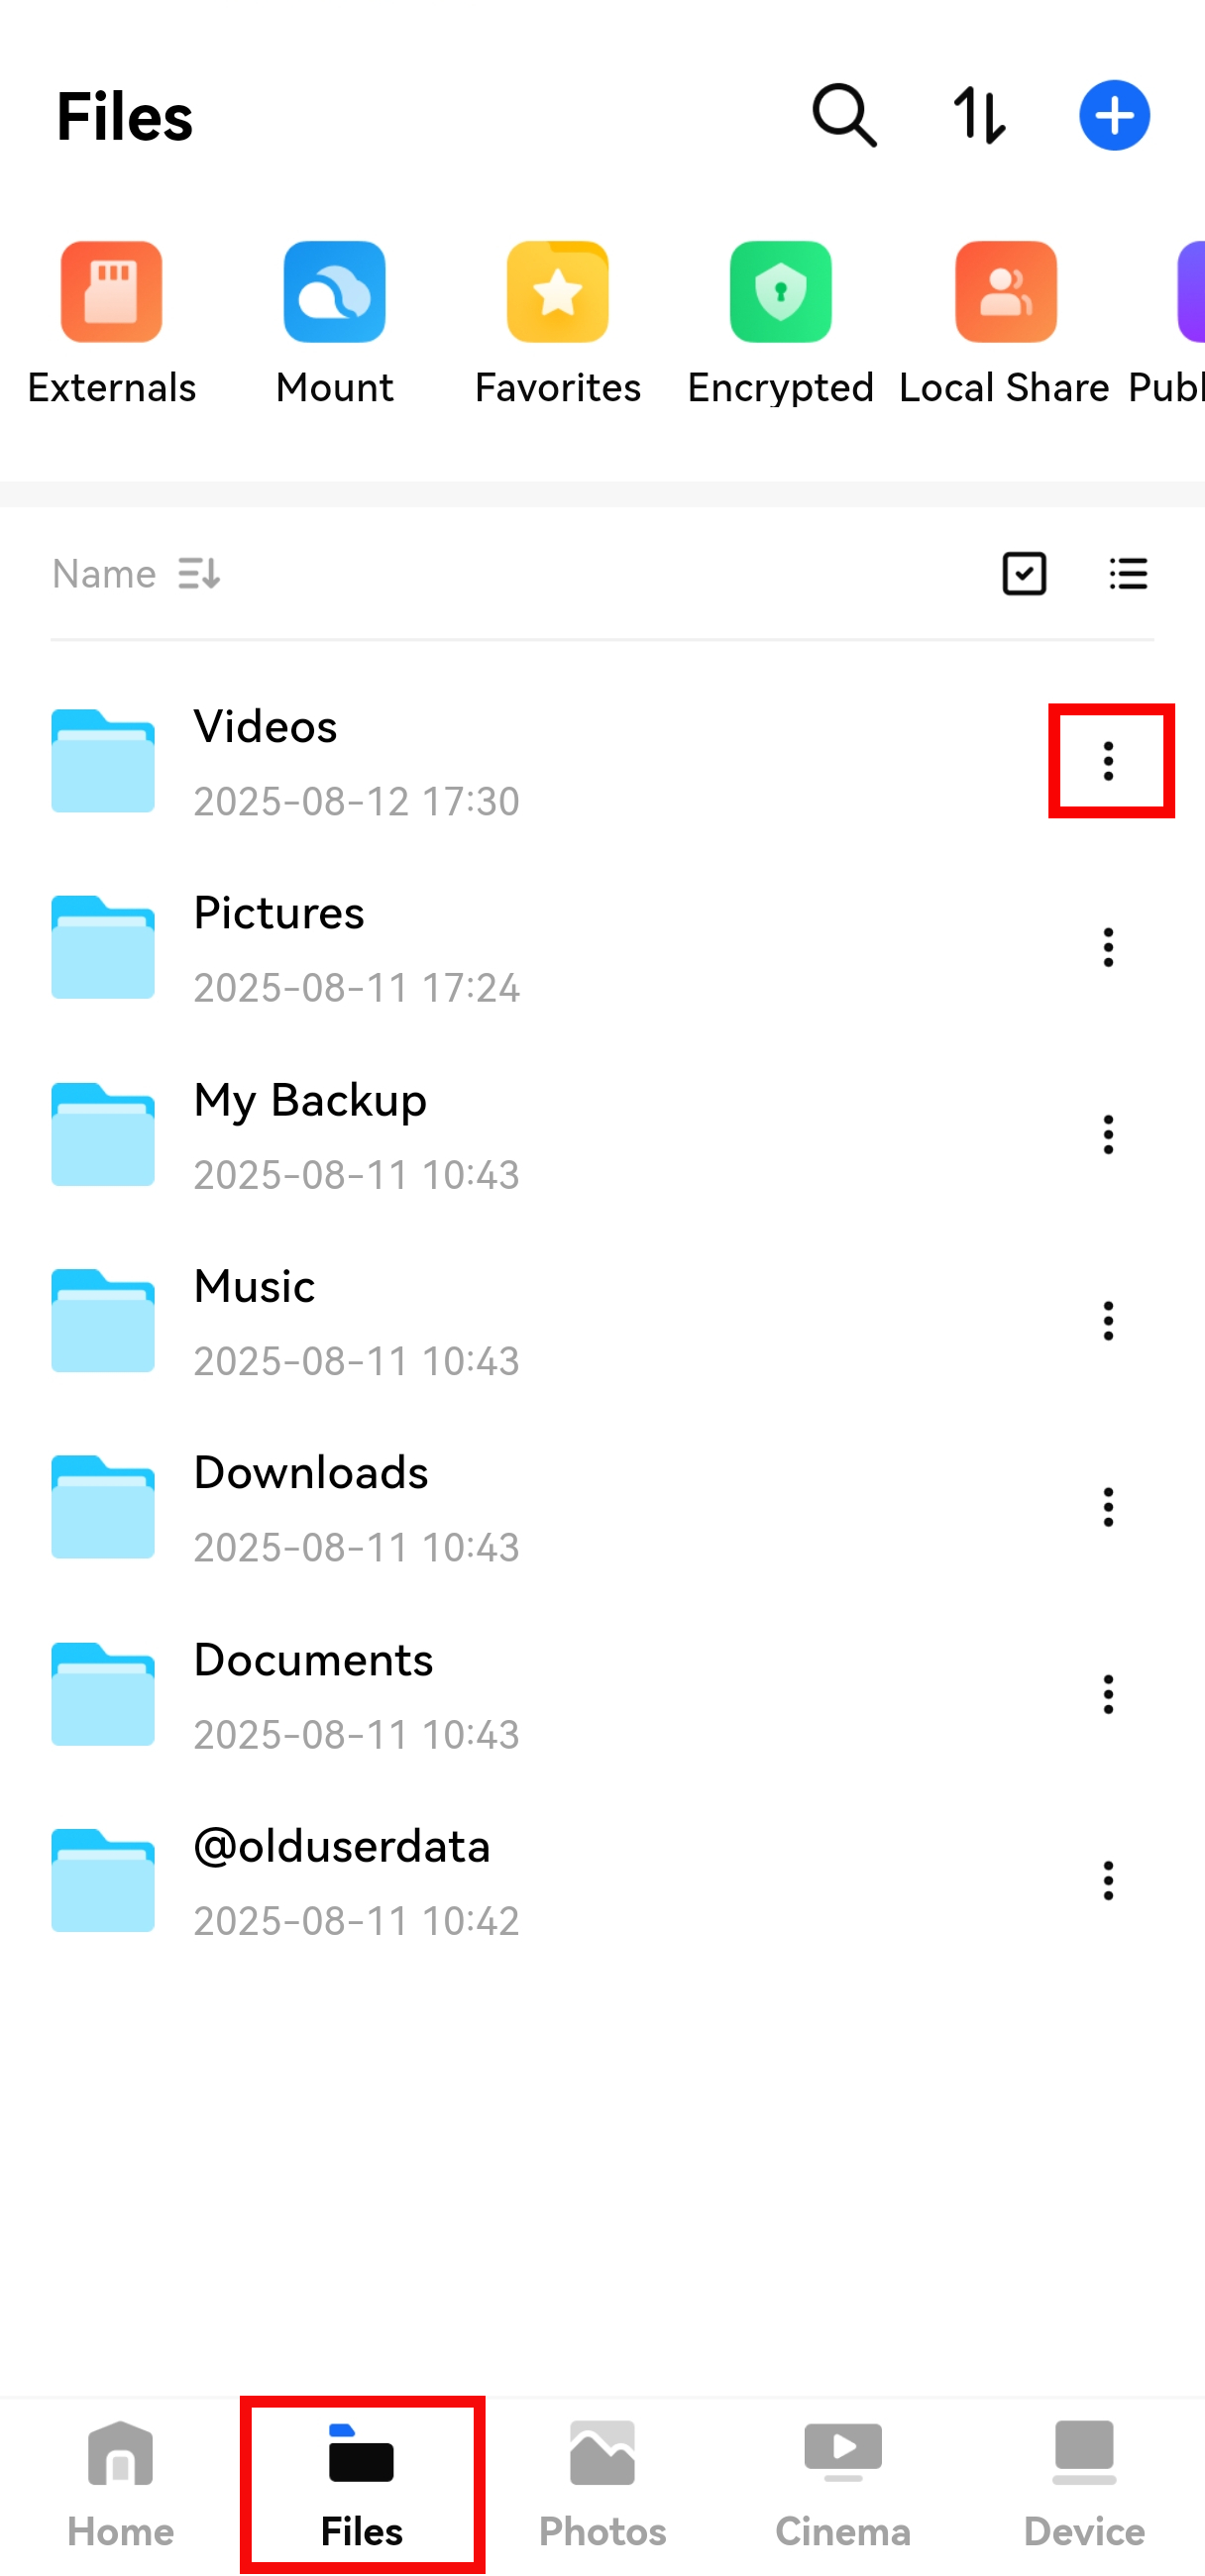 Files
Externals Mount Favorites Encrypted Local Share Publ
Name
Videos
2025-08-12 17:30
Pictures
2025-08-11 17:24
My Backup
2025-08-11 10:43
Music
2025-08-11 10:43
Downloads
2025-08-11 10:43
Documents
2025-08-11 10:43
@olduserdata
2025-08-11 10:42
Home Files Photos Cinema Device